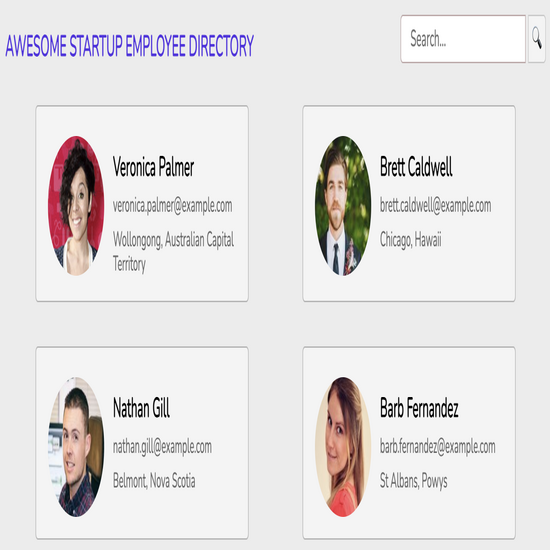 AWESOME STARTUP EMPLOYEE DIRECTORY
Search...
Veronica Palmer
veronica.palmer@example.com
Wollongong, Australian Capital
Territory
Brett Caldwell
brett.caldwell@example.com
Chicago, Hawaii
Nathan Gill
nathan.gill@example.com
Belmont, Nova Scotia
Barb Fernandez
barb.fernandez@example.com
St Albans, Powys